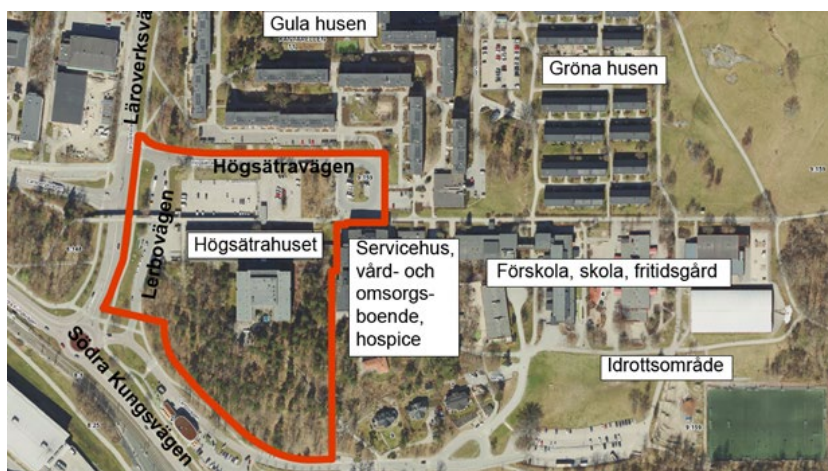 Gula husen
Läroverksvä
Gröna husen
Högsätravägen
Lerbovägen
Högsätrahuset
Servicehus,
vård- och
omsorgs-
boende,
hospice
Förskola, skola, fritidsgård
Södra Kungsvägen
Idrottsområde